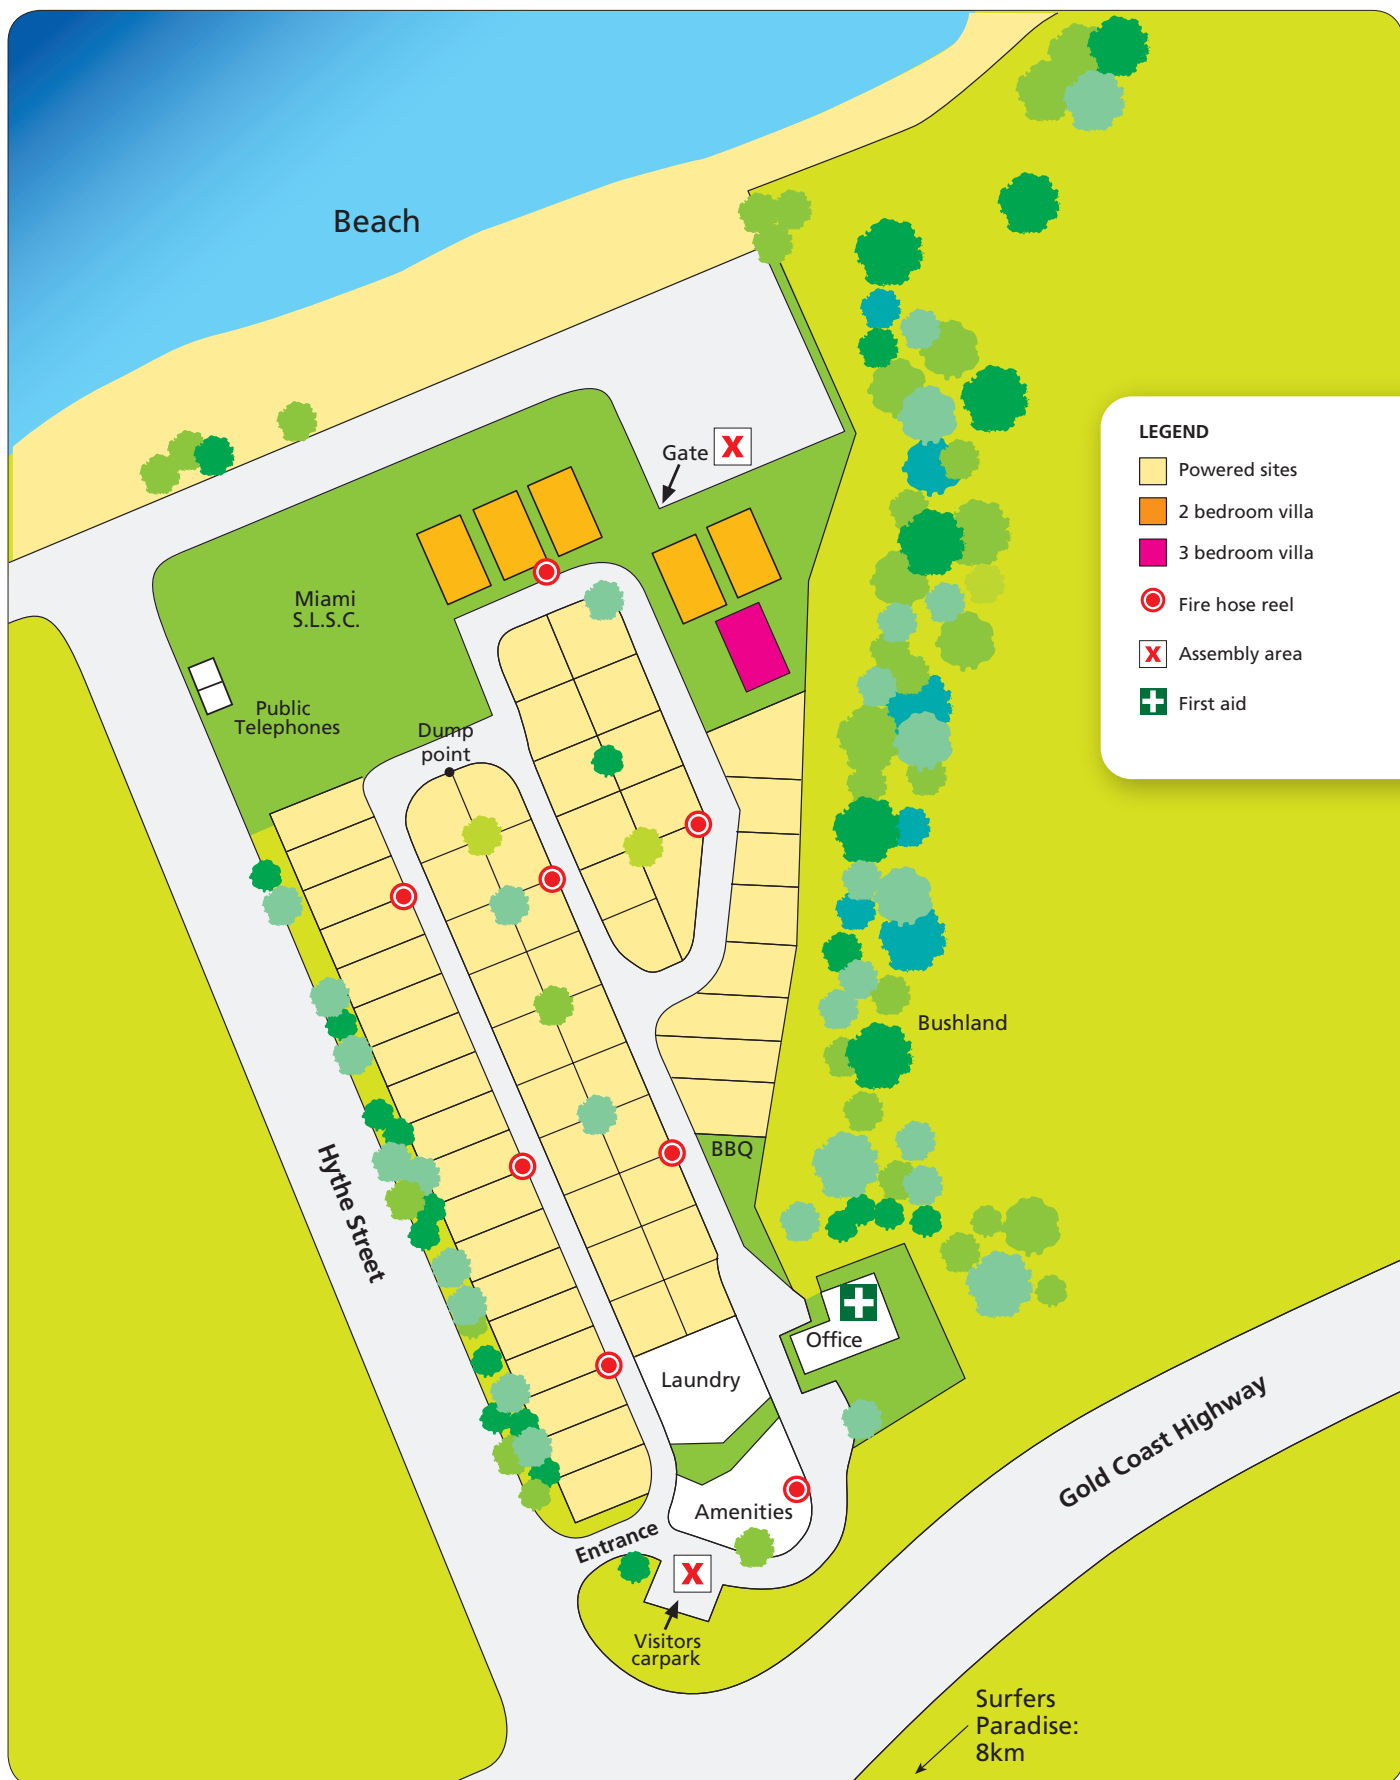 Beach
Gate
X
LEGEND
Powered sites
2 bedroom villa
3 bedroom villa
Fire hose reel
X
Assembly area
First aid
Miami
S.L.S.C.
Public
Telephones
Dump
point
Bushland
BBQ
Hythe Street
Office
Laundry
Gold Coast Highway
Amenities
Entrance
X
Visitors
carpark
Surfers
Paradise:
8km